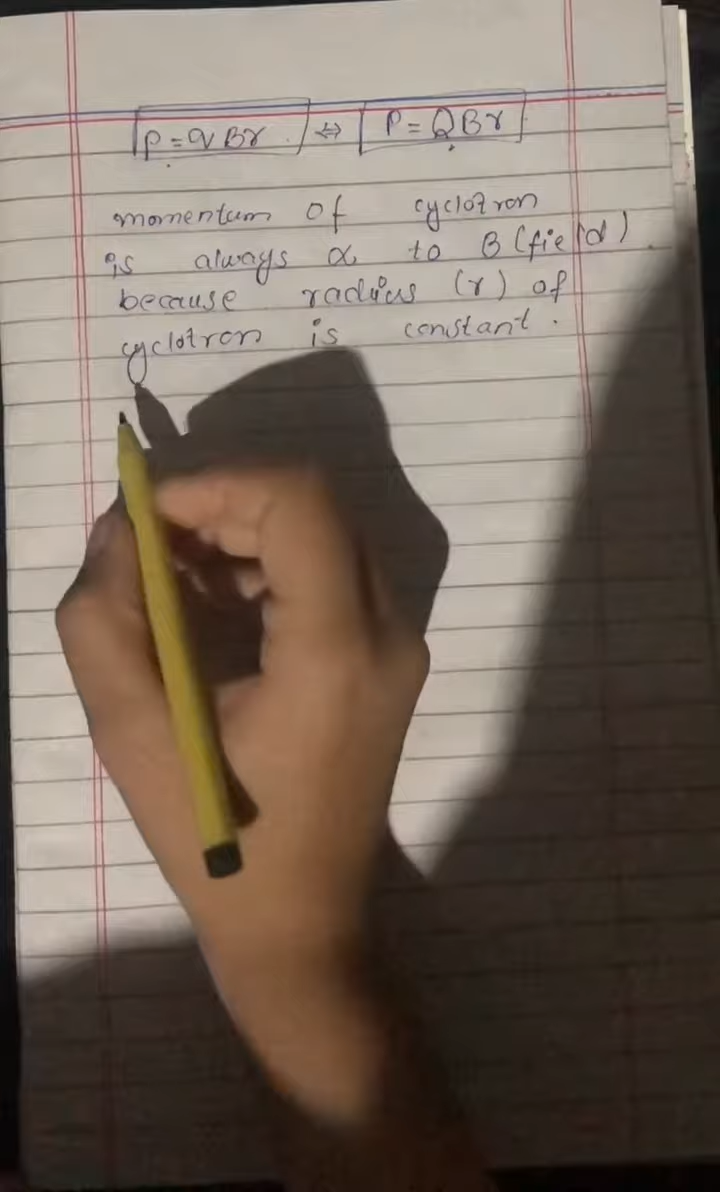 P = qBr ⇔ P = QBr
momentum of cyclotron
is always α to B (field).
because radius (r) of
cyclotron is constant.